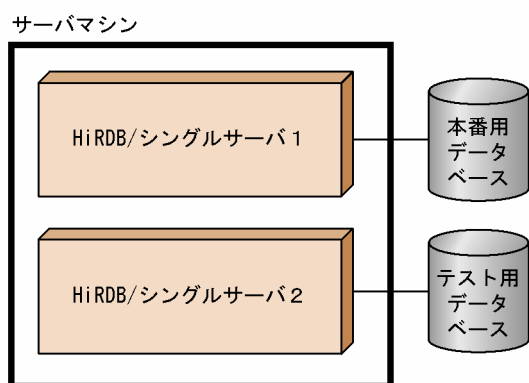 サーバマシン
HiRDB/シングルサーバ1
本番用
データ
ベース
HiRDB/シングルサーバ2
テスト用
データ
ベース